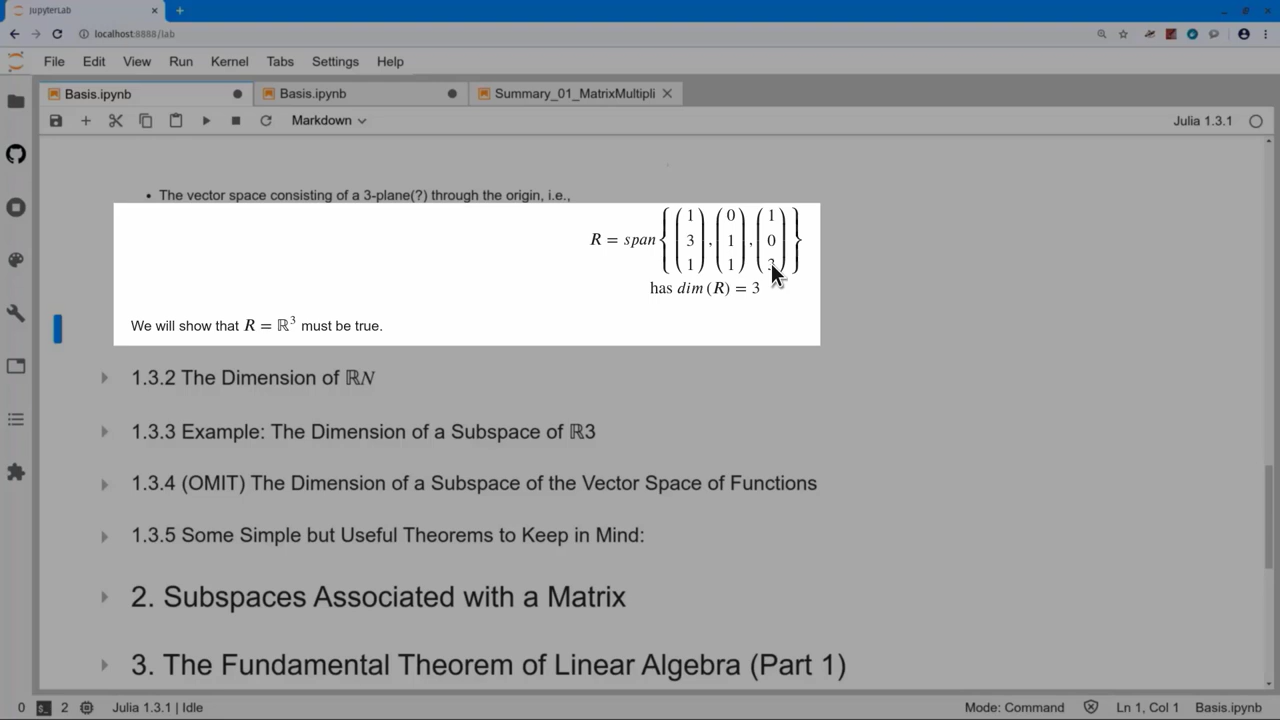 JupyterLab
localhost:8888/lab
File Edit View Run Kernel Tabs Settings Help
Basis.ipynb Basis.ipynb Summary_01_MatrixMultipli
Markdown Julia 1.3.1
• The vector space consisting of a 3-plane(?) through the origin, i.e.,
R = span { (1 3 1), (0 1 1), (1 0 3) }
has dim (R) = 3
We will show that R = ℝ³ must be true.
1.3.2 The Dimension of ℝN
1.3.3 Example: The Dimension of a Subspace of ℝ3
1.3.4 (OMIT) The Dimension of a Subspace of the Vector Space of Functions
1.3.5 Some Simple but Useful Theorems to Keep in Mind:
2. Subspaces Associated with a Matrix
3. The Fundamental Theorem of Linear Algebra (Part 1)
0 2 Julia 1.3.1 | Idle Mode: Command Ln 1, Col 1 Basis.ipynb